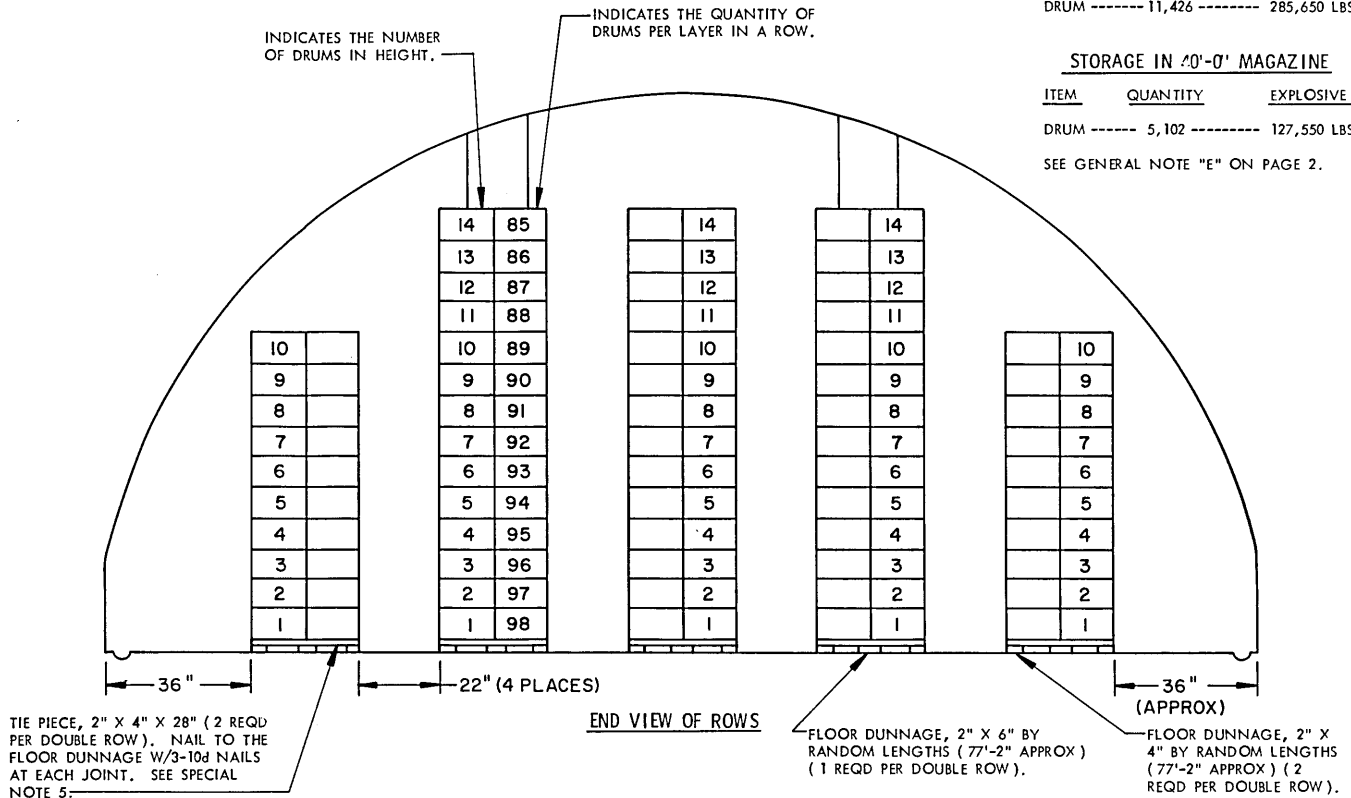 DRUM ------- 11,426 -------- 285,650 LBS
STORAGE IN 40'-0' MAGAZINE
ITEM QUANTITY EXPLOSIVE
DRUM ------ 5,102 --------- 127,550 LBS
SEE GENERAL NOTE "E" ON PAGE 2.
INDICATES THE NUMBER
OF DRUMS IN HEIGHT.
INDICATES THE QUANTITY OF
DRUMS PER LAYER IN A ROW.
14 85 14 14
13 86 13 13
12 87 12 12
11 88 11 11
10 10 89 10 10 10
9 9 90 9 9 9
8 8 91 8 8 8
7 7 92 7 7 7
6 6 93 6 6 6
5 5 94 5 5 5
4 4 95 4 4 4
3 3 96 3 3 3
2 2 97 2 2 2
1 1 98 1 1 1
36"
22" (4 PLACES)
36"
(APPROX)
END VIEW OF ROWS
TIE PIECE, 2" X 4" X 28" (2 REQD
PER DOUBLE ROW). NAIL TO THE
FLOOR DUNNAGE W/3-10d NAILS
AT EACH JOINT. SEE SPECIAL
NOTE 5.
FLOOR DUNNAGE, 2" X 6" BY
RANDOM LENGTHS (77'-2" APPROX)
(1 REQD PER DOUBLE ROW).
FLOOR DUNNAGE, 2" X
4" BY RANDOM LENGTHS
(77'-2" APPROX) (2
REQD PER DOUBLE ROW).